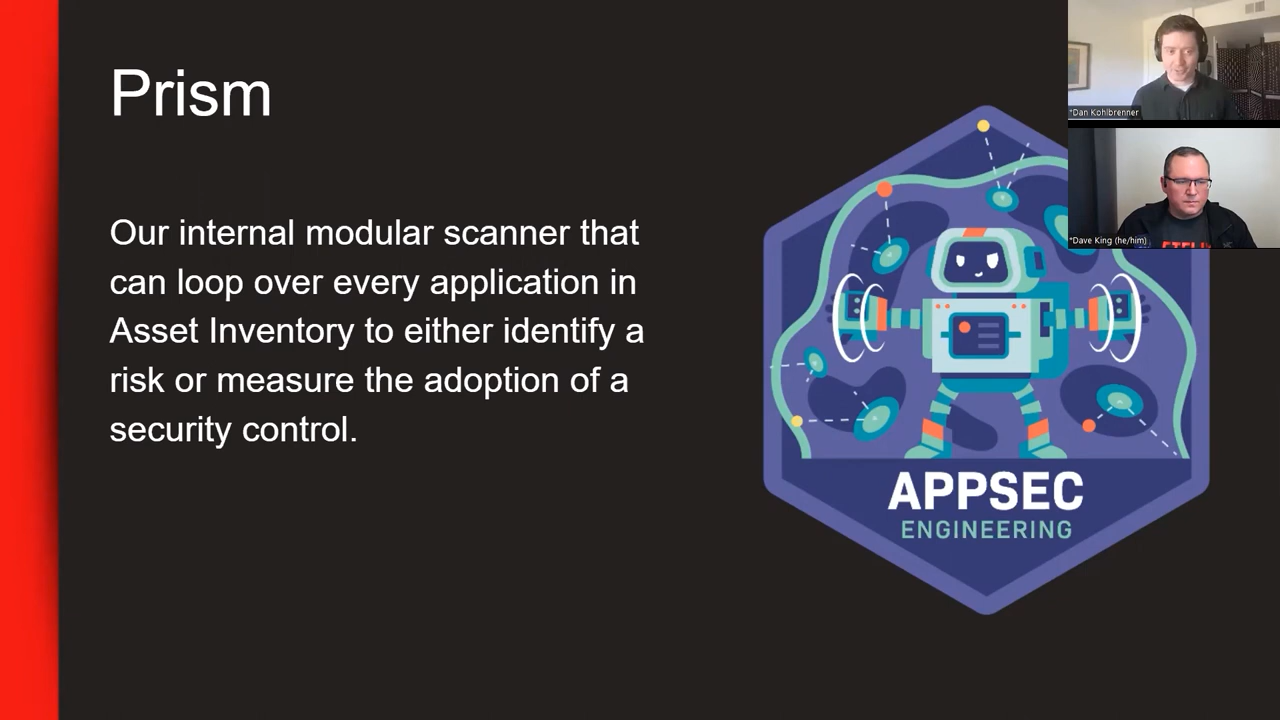 Prism
Our internal modular scanner that
can loop over every application in
Asset Inventory to either identify a
risk or measure the adoption of a
security control.
APPSEC
ENGINEERING
*Dan Kohlbrenner
*Dave King (he/him)